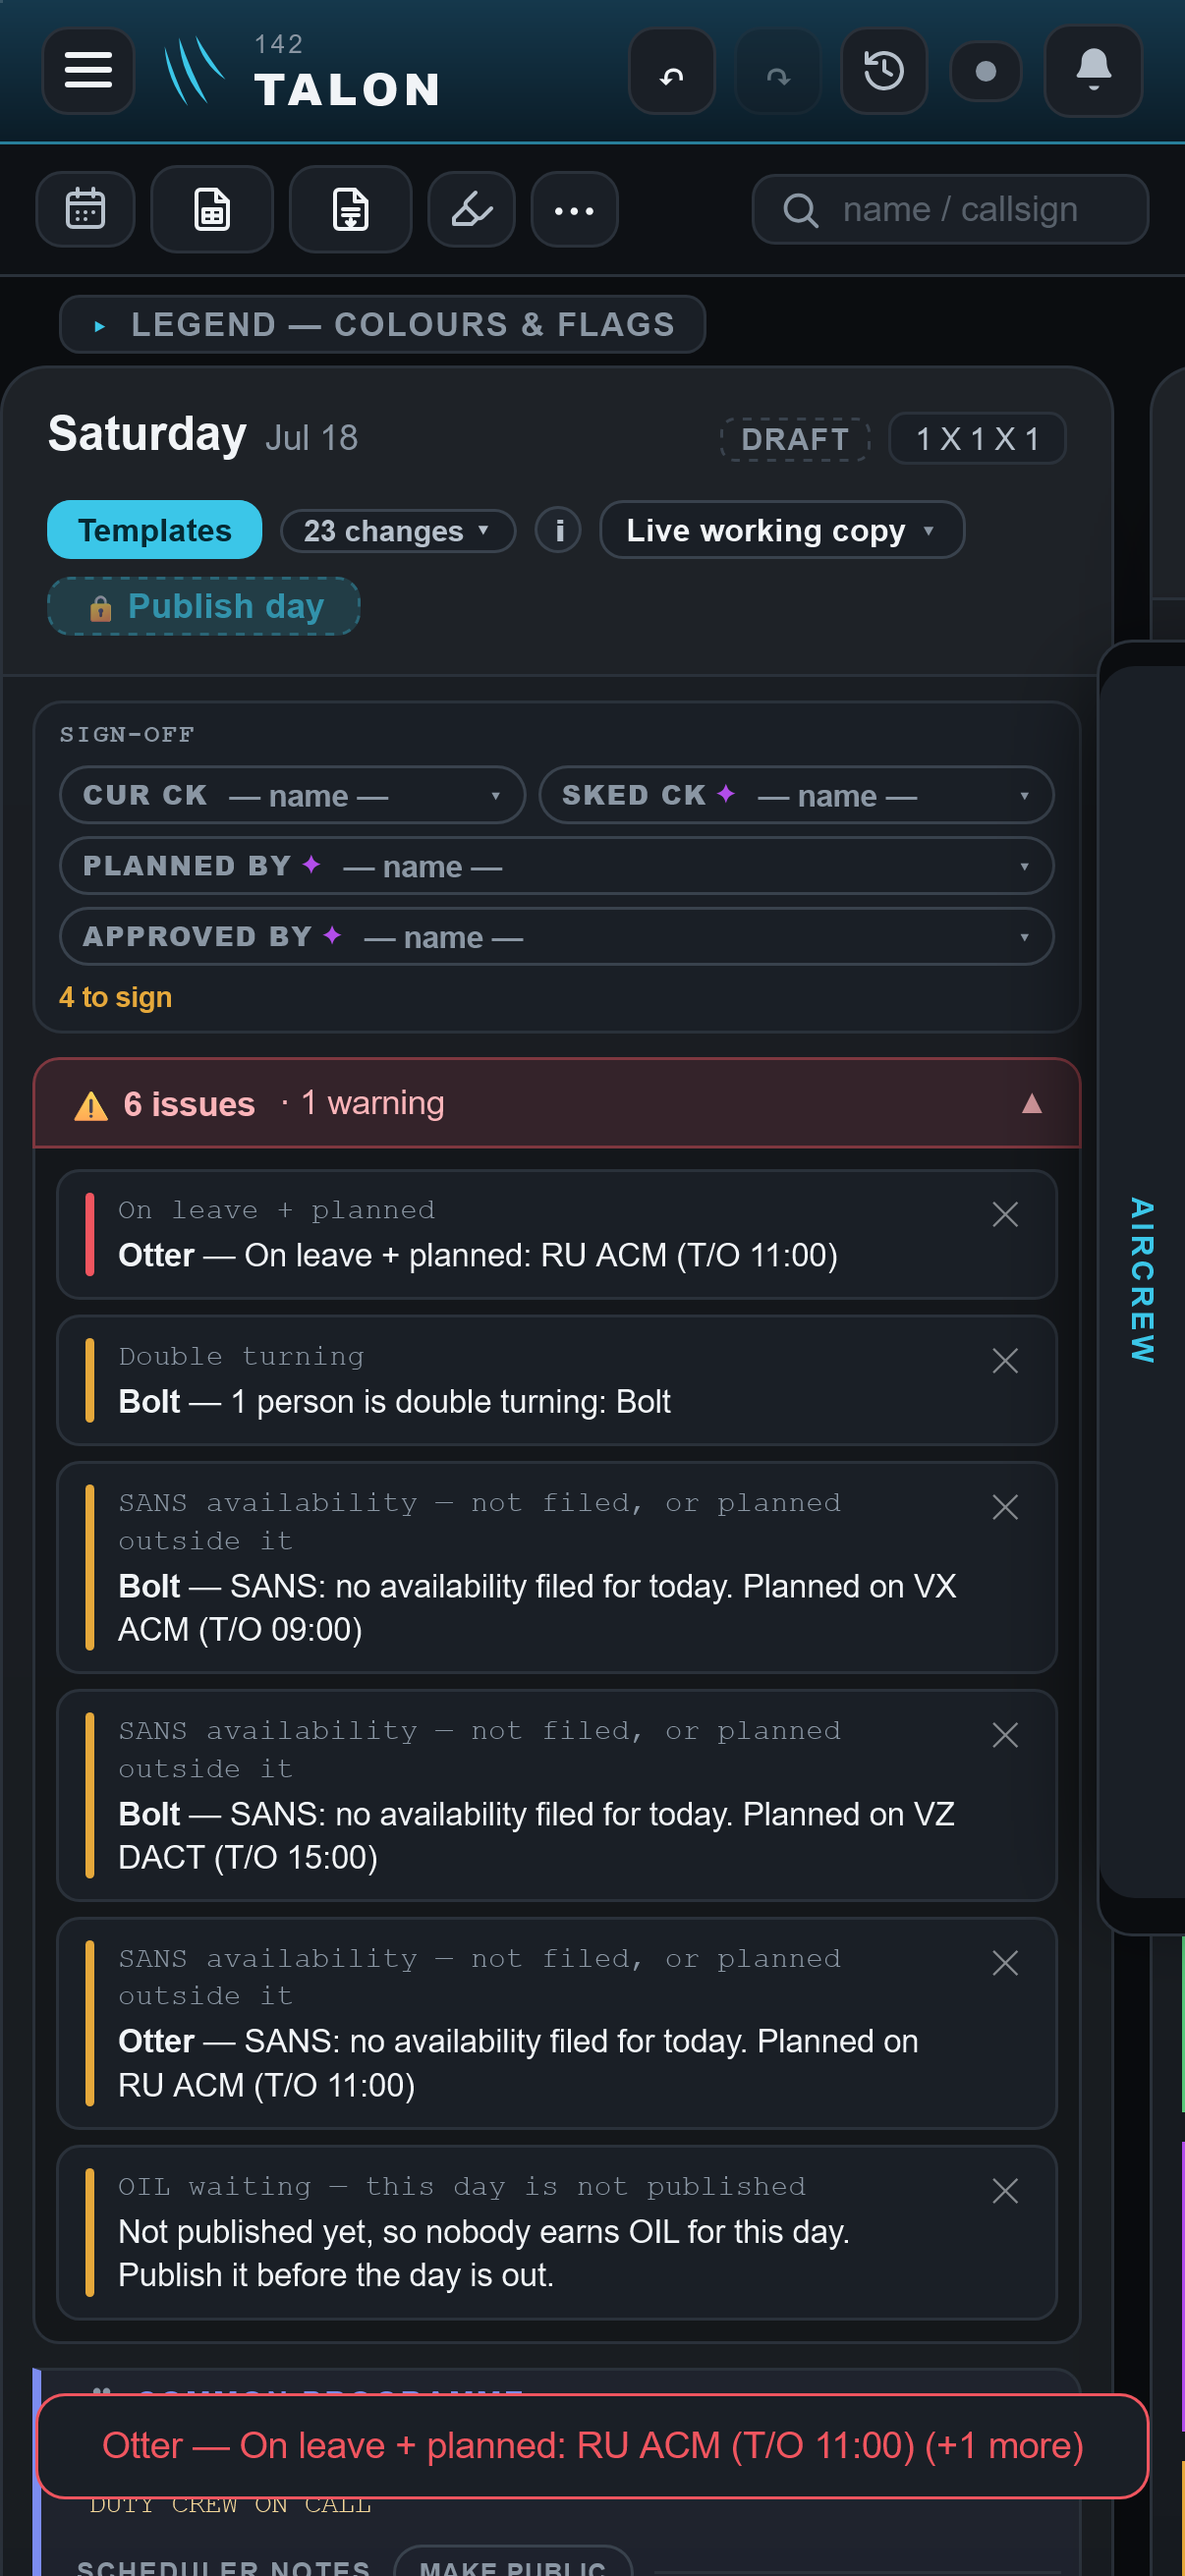 142
TALON
name / callsign
LEGEND — COLOURS & FLAGS
Saturday Jul 18
DRAFT
1 X 1 X 1
Templates
23 changes
i
Live working copy
Publish day
SIGN-OFF
CUR CK — name —
SKED CK — name —
PLANNED BY — name —
APPROVED BY — name —
4 to sign
6 issues · 1 warning
On leave + planned
Otter — On leave + planned: RU ACM (T/O 11:00)
Double turning
Bolt — 1 person is double turning: Bolt
SANS availability — not filed, or planned
outside it
Bolt — SANS: no availability filed for today. Planned on VX
ACM (T/O 09:00)
SANS availability — not filed, or planned
outside it
Bolt — SANS: no availability filed for today. Planned on VZ
DACT (T/O 15:00)
SANS availability — not filed, or planned
outside it
Otter — SANS: no availability filed for today. Planned on
RU ACM (T/O 11:00)
OIL waiting — this day is not published
Not published yet, so nobody earns OIL for this day.
Publish it before the day is out.
AIRCREW
Otter — On leave + planned: RU ACM (T/O 11:00) (+1 more)
DUTY CREW ON CALL
SCHEDULER NOTES
MAKE PUBLIC